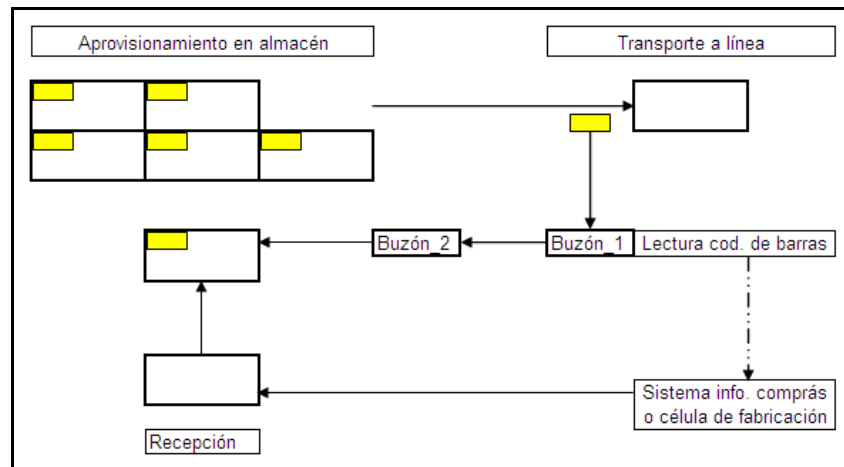 Aprovisionamiento en almacén
Transporte a línea
Buzón_2
Buzón_1
Lectura cod. de barras
Sistema info. comprás
o célula de fabricación
Recepción